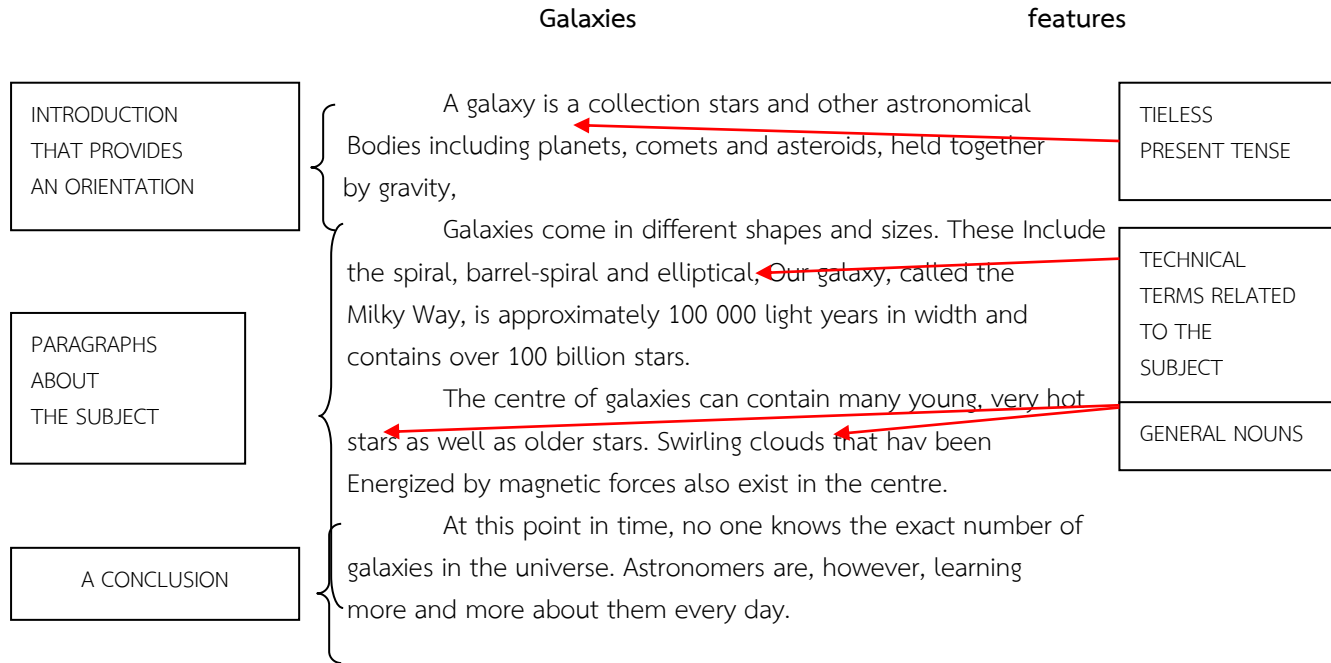 Galaxies features
INTRODUCTION
THAT PROVIDES
AN ORIENTATION
A galaxy is a collection stars and other astronomical
Bodies including planets, comets and asteroids, held together
by gravity,
TIELESS
PRESENT TENSE
Galaxies come in different shapes and sizes. These Include
the spiral, barrel-spiral and elliptical, Our galaxy, called the
Milky Way, is approximately 100 000 light years in width and
contains over 100 billion stars.
TECHNICAL
TERMS RELATED
TO THE
SUBJECT
PARAGRAPHS
ABOUT
THE SUBJECT
The centre of galaxies can contain many young, very hot
stars as well as older stars. Swirling clouds that hav been
Energized by magnetic forces also exist in the centre.
GENERAL NOUNS
A CONCLUSION
At this point in time, no one knows the exact number of
galaxies in the universe. Astronomers are, however, learning
more and more about them every day.